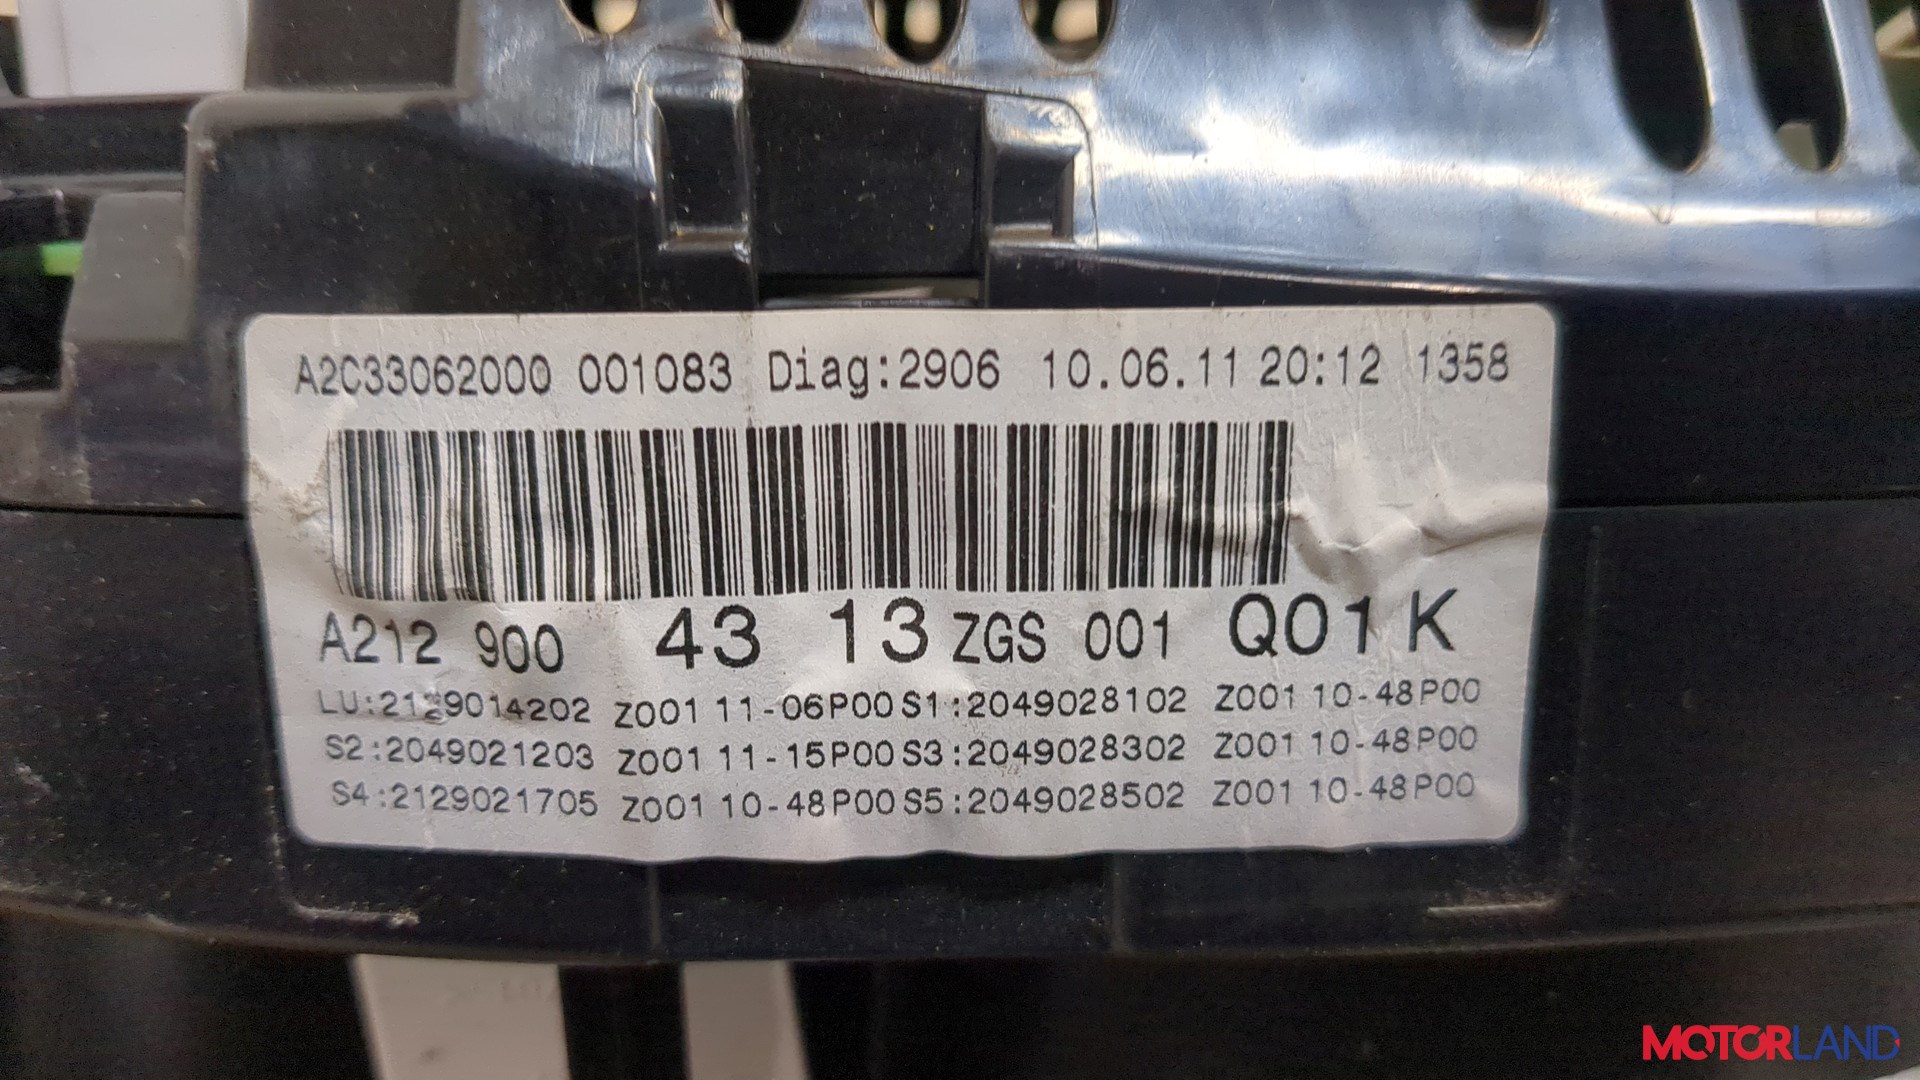 A2C33062000 001083 Diag:2906 10.06.11 20:12 1358
A212 900 43 13 ZGS 001 Q01 K
LU:2129014202 Z001 11-06P00 S1:2049028102 Z001 10-48P00
S2:2049021203 Z001 11-15P00 S3:2049028302 Z001 10-48P00
S4:2129021705 Z001 10-48P00 S5:2049028502 Z001 10-48P00
MOTORLAND